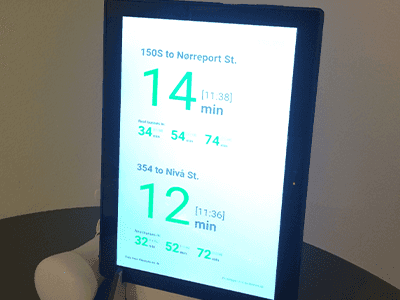 150S to Nørreport St.
14 [11:38] min
34 54 74
354 to Nivå St.
12 [11:36] min
32 52 72